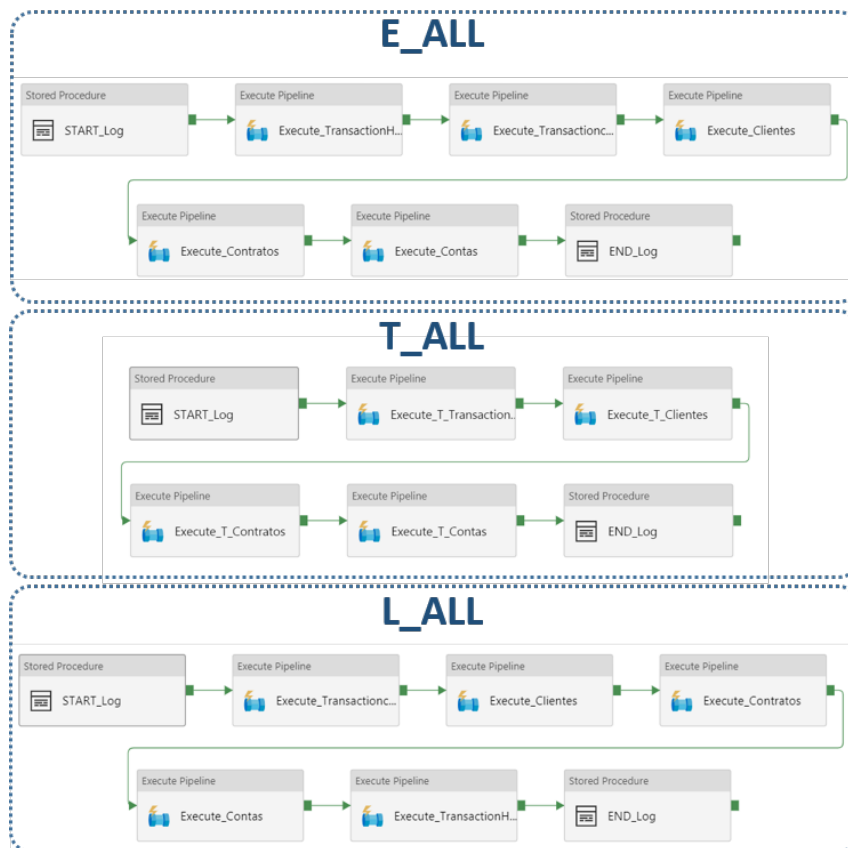 E_ALL
Stored Procedure
START_Log
Execute Pipeline
Execute_TransactionH...
Execute Pipeline
Execute_Transactionc...
Execute Pipeline
Execute_Clientes
Execute Pipeline
Execute_Contratos
Execute Pipeline
Execute_Contas
Stored Procedure
END_Log
T_ALL
Stored Procedure
START_Log
Execute Pipeline
Execute_T_Transaction...
Execute Pipeline
Execute_T_Clientes
Execute Pipeline
Execute_T_Contratos
Execute Pipeline
Execute_T_Contas
Stored Procedure
END_Log
L_ALL
Stored Procedure
START_Log
Execute Pipeline
Execute_Transactionc...
Execute Pipeline
Execute_Clientes
Execute Pipeline
Execute_Contratos
Execute Pipeline
Execute_Contas
Execute Pipeline
Execute_TransactionH...
Stored Procedure
END_Log